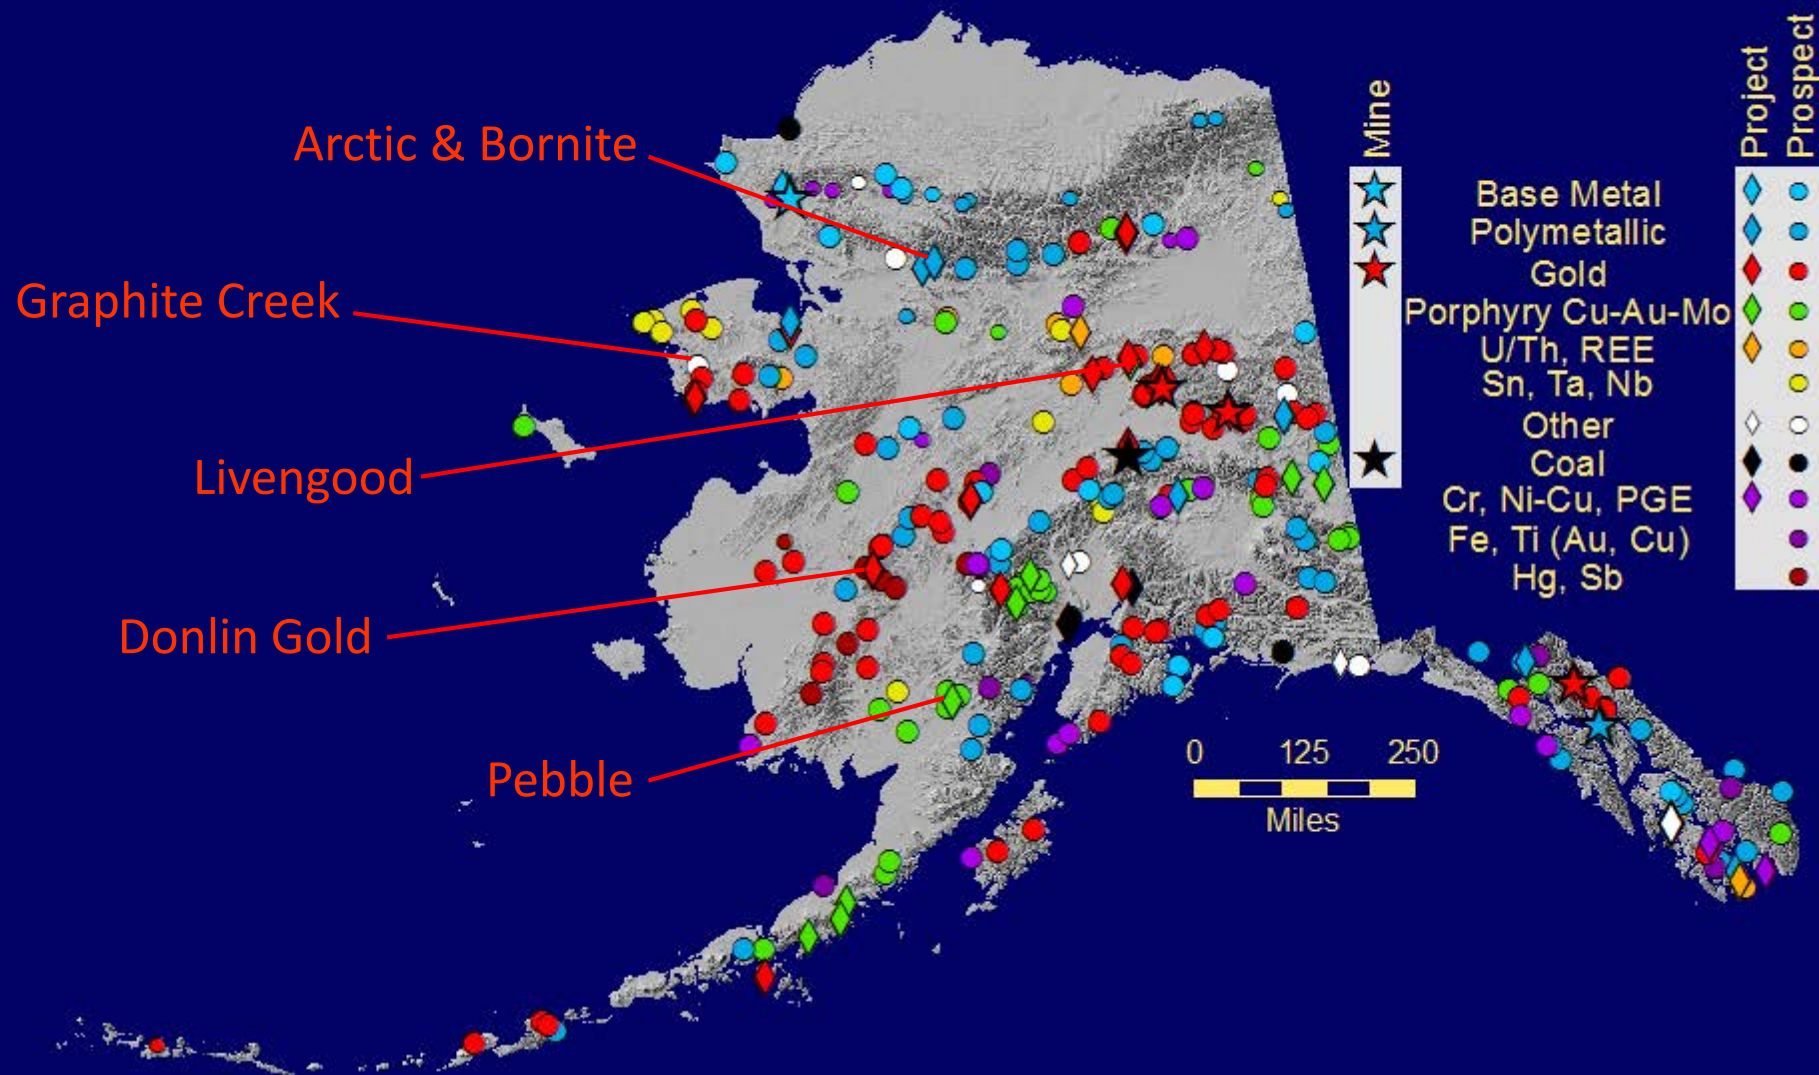 Arctic & Bornite
Graphite Creek
Livengood
Donlin Gold
Pebble
Mine
Project
Prospect
Base Metal
Polymetallic
Gold
Porphyry Cu-Au-Mo
U/Th, REE
Sn, Ta, Nb
Other
Coal
Cr, Ni-Cu, PGE
Fe, Ti (Au, Cu)
Hg, Sb
0 125 250
Miles